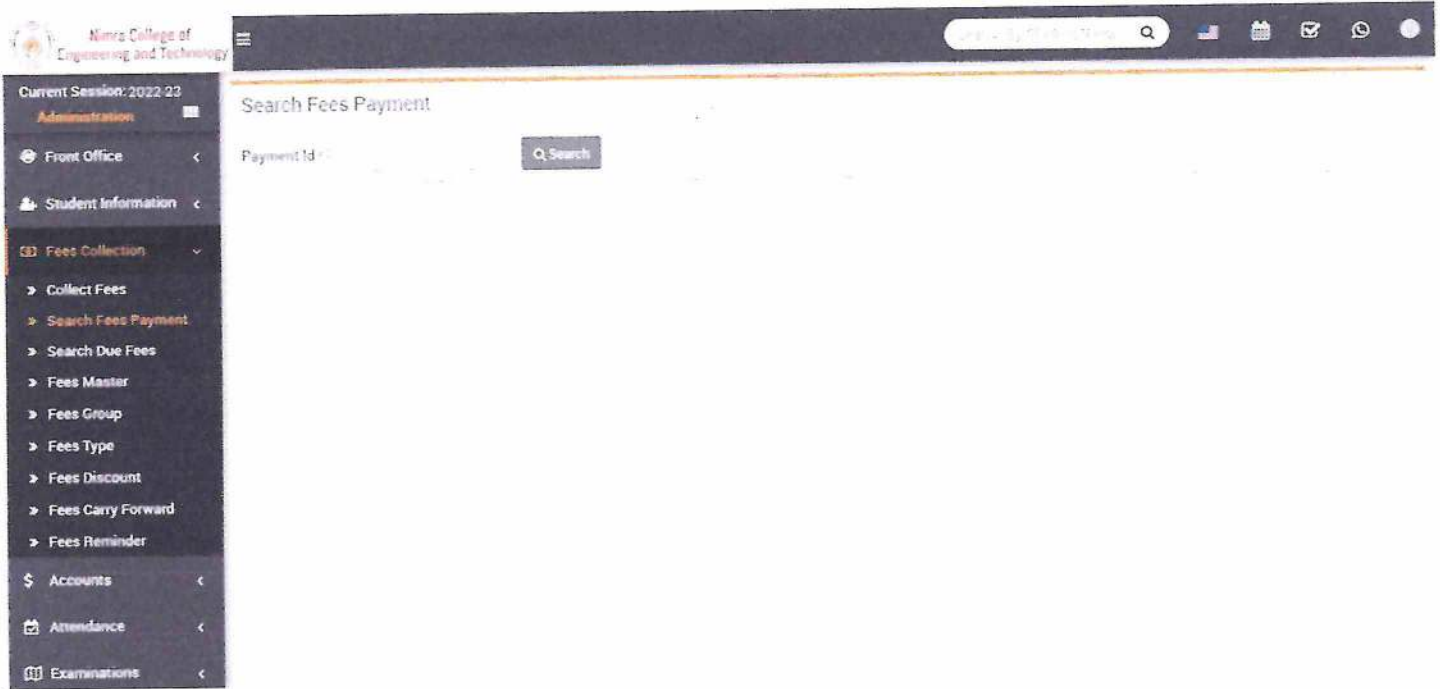 Nimra College of
Engineering and Technology
Current Session: 2022-23
Administration
Front Office
Student Information
Fees Collection
Collect Fees
Search Fees Payment
Search Due Fees
Fees Master
Fees Group
Fees Type
Fees Discount
Fees Carry Forward
Fees Reminder
$ Accounts
Attendance
Examinations
Search Fees Payment
Payment Id
Search